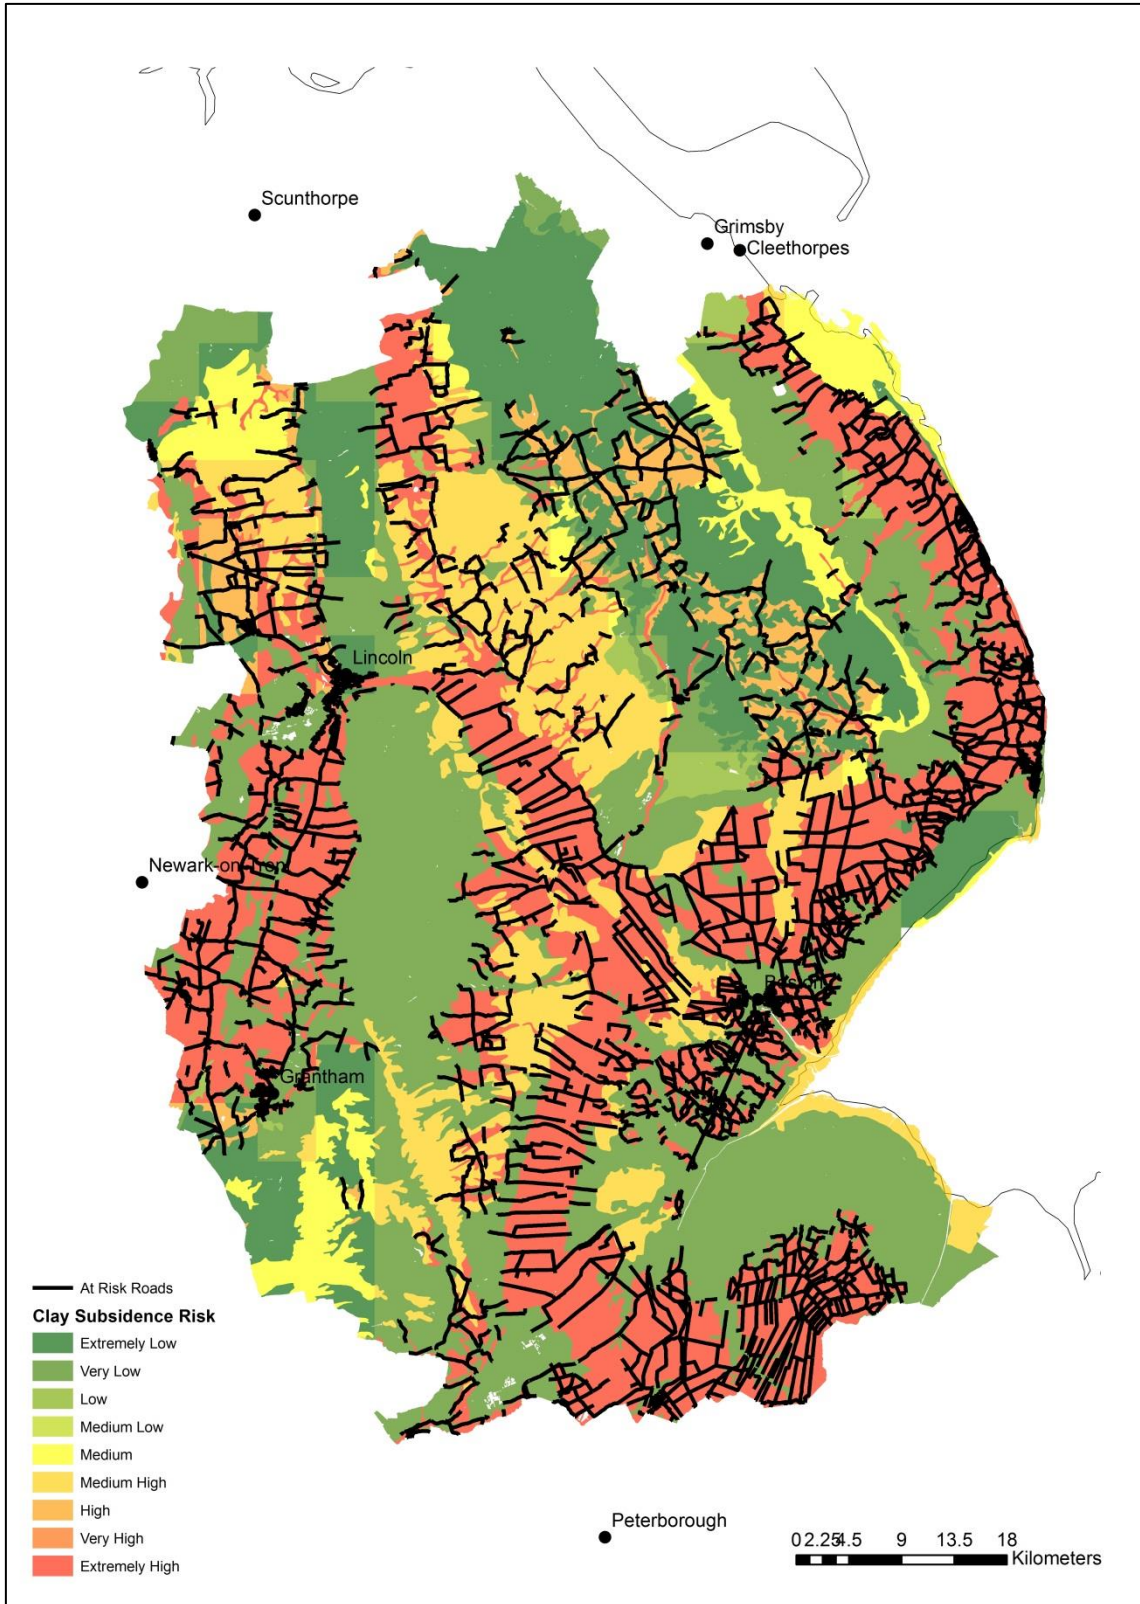 Scunthorpe
Grimsby
Cleethorpes
Lincoln
Newark-on-Trent
Boston
Grantham
At Risk Roads
Clay Subsidence Risk
Extremely Low
Very Low
Low
Medium Low
Medium
Medium High
High
Very High
Extremely High
Peterborough
0 2.25 4.5 9 13.5 18
Kilometers